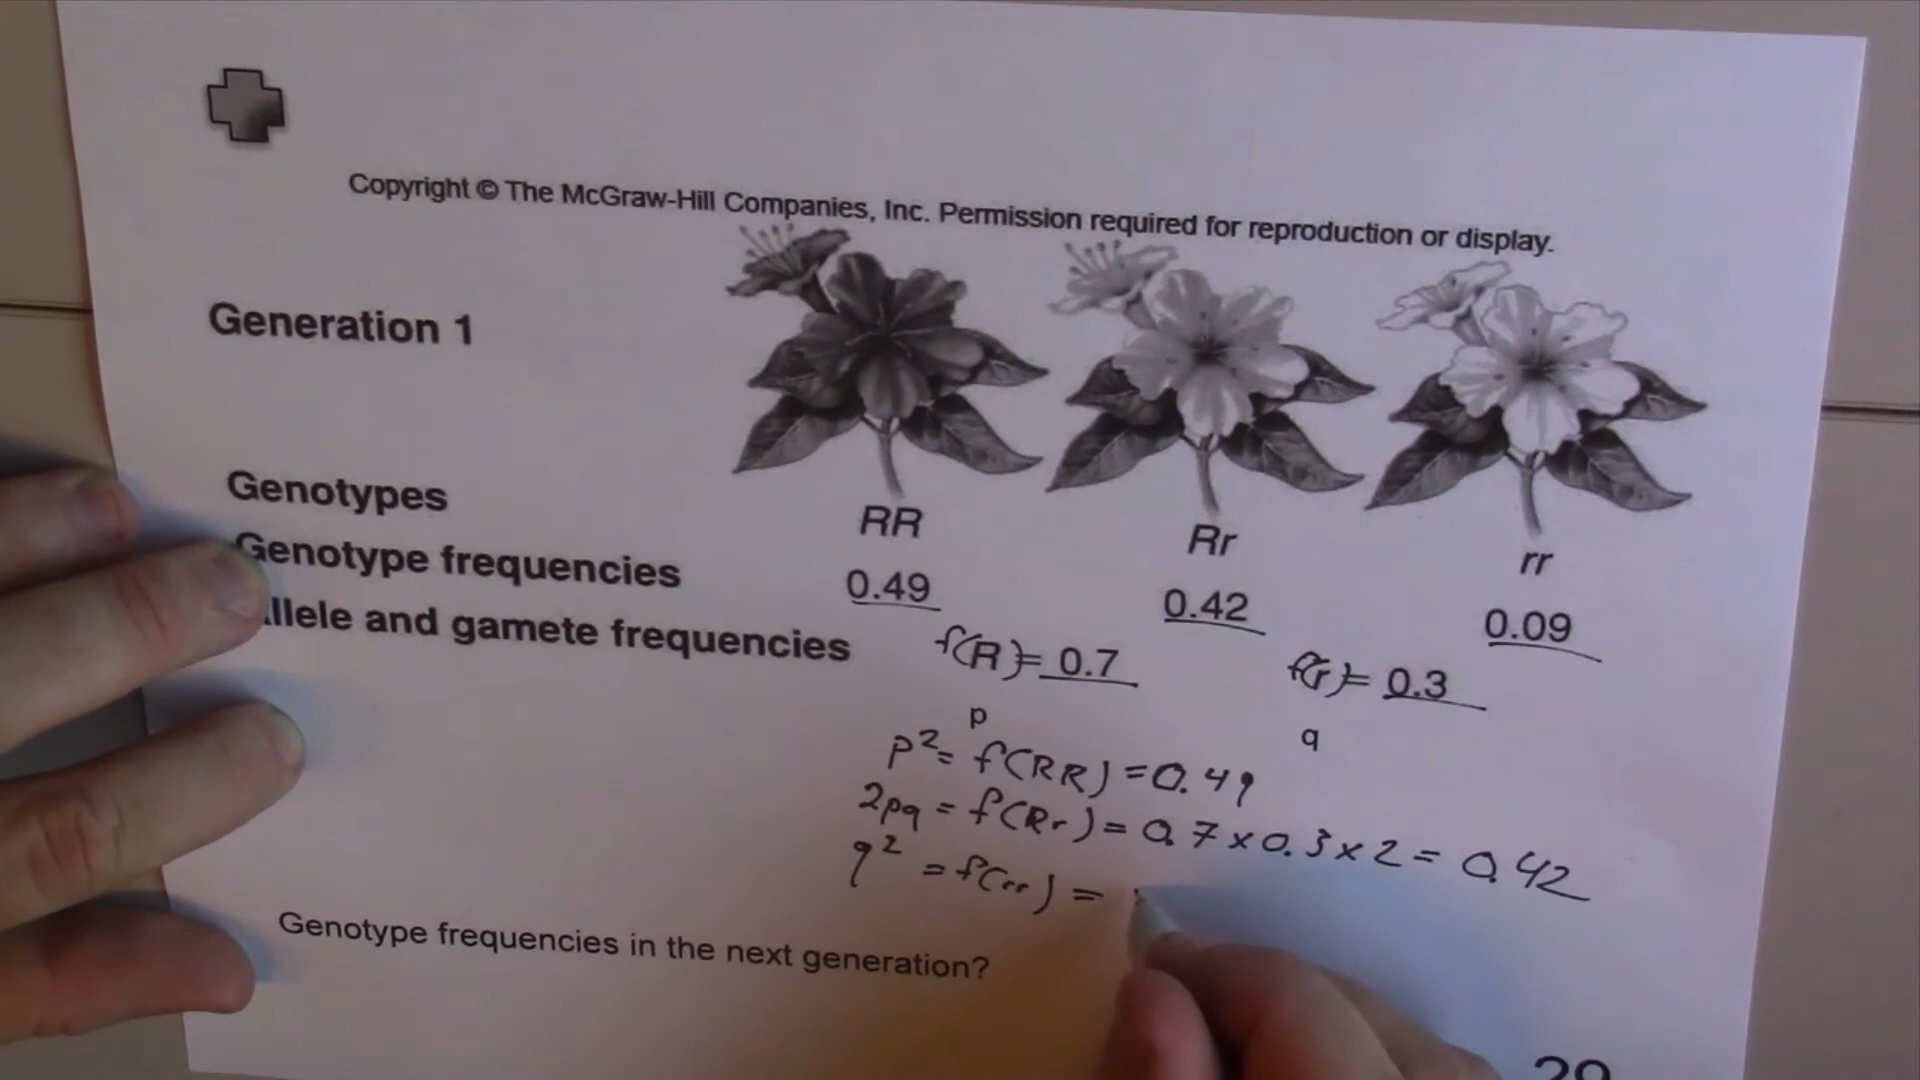 Copyright © The McGraw-Hill Companies, Inc. Permission required for reproduction or display.
Generation 1
Genotypes RR Rr rr
Genotype frequencies 0.49 0.42 0.09
llele and gamete frequencies f(R)= 0.7 f(r)= 0.3
p q
p²= f(RR) = 0.49
2pq = f(Rr) = 0.7 x 0.3 x 2 = 0.42
q² = f(rr) =
Genotype frequencies in the next generation?